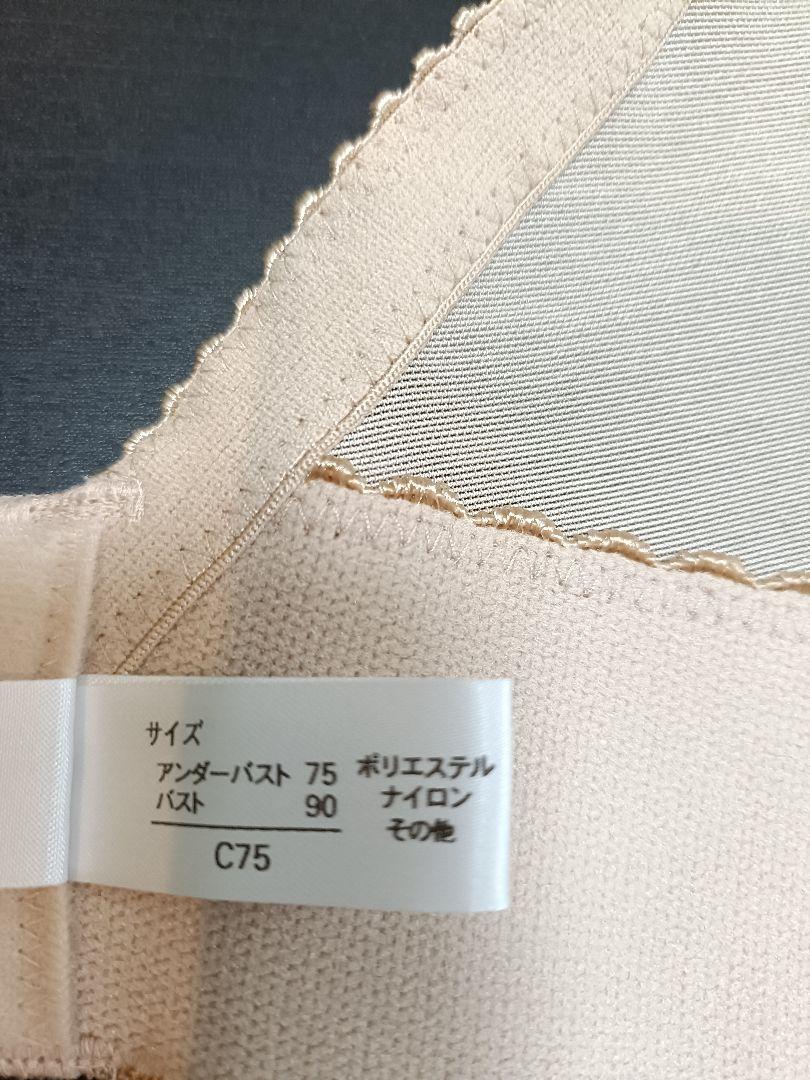 サイズ
アンダーバスト 75
バスト 90
C75
ポリエステル
ナイロン
その他